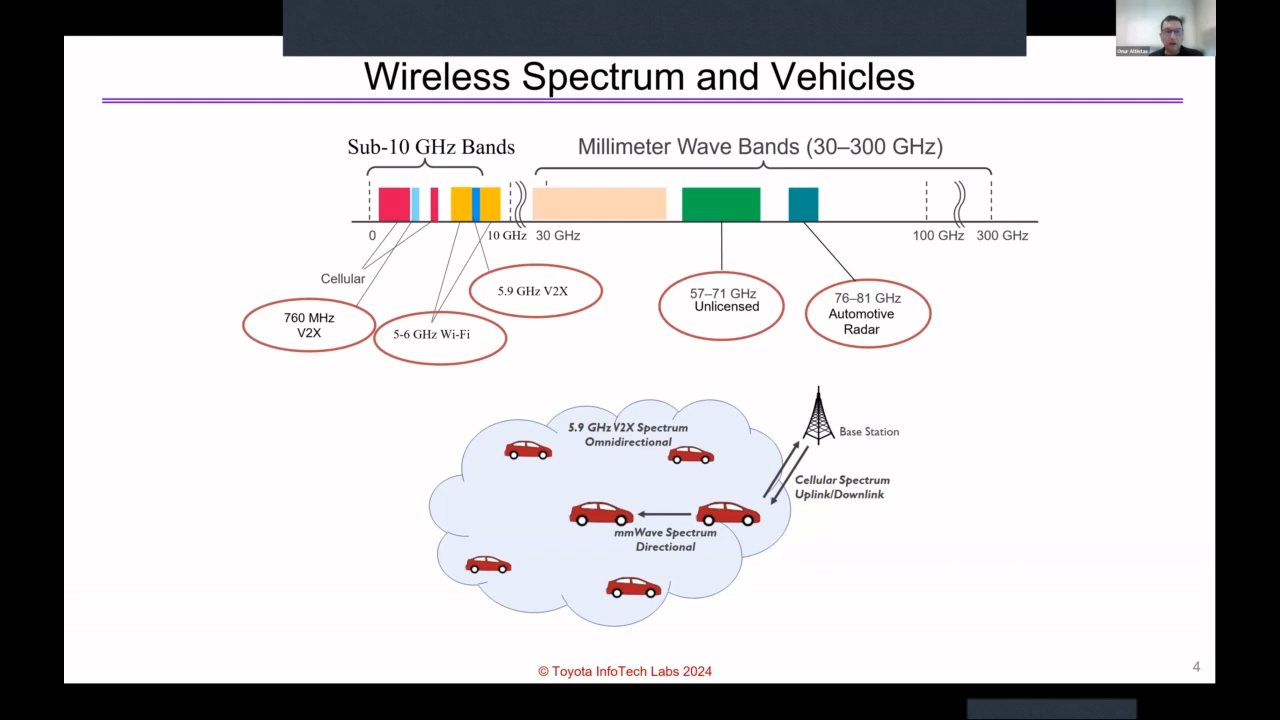 Onur Altintas
Wireless Spectrum and Vehicles
Sub-10 GHz Bands
Millimeter Wave Bands (30–300 GHz)
0
10 GHz
30 GHz
100 GHz
300 GHz
Cellular
760 MHz
V2X
5-6 GHz Wi-Fi
5.9 GHz V2X
57–71 GHz
Unlicensed
76–81 GHz
Automotive
Radar
5.9 GHz V2X Spectrum
Omnidirectional
Base Station
Cellular Spectrum
Uplink/Downlink
mmWave Spectrum
Directional
© Toyota InfoTech Labs 2024
4